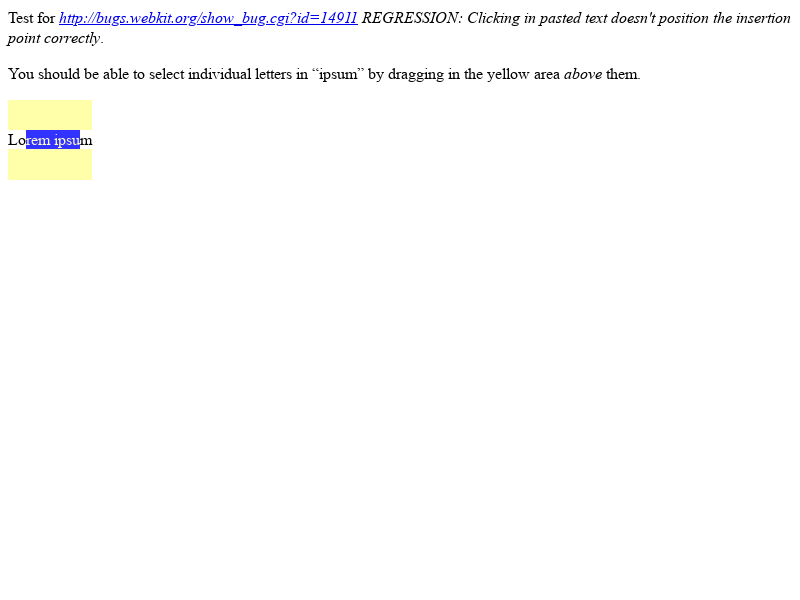 Test for http://bugs.webkit.org/show_bug.cgi?id=14911 REGRESSION: Clicking in pasted text doesn't position the insertion
point correctly.
You should be able to select individual letters in “ipsum” by dragging in the yellow area above them.
Lorem ipsum